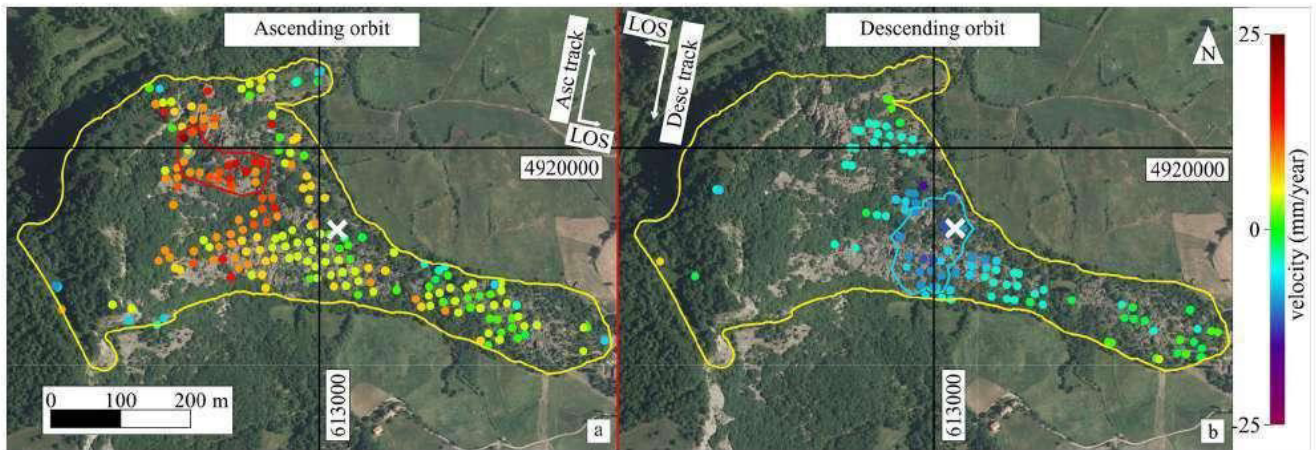 Ascending orbit
Asc track
LOS
4920000
613000
0 100 200 m
a
LOS
Desc track
Descending orbit
N
4920000
613000
b
25
0
-25
velocity (mm/year)